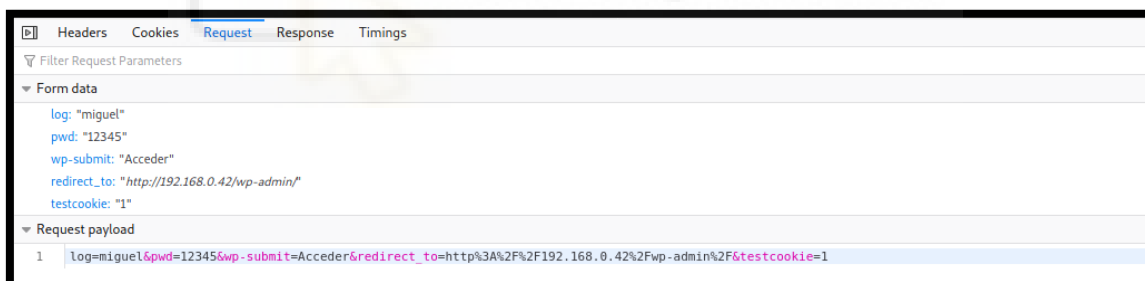 Headers Cookies Request Response Timings
Filter Request Parameters
Form data
log: "miguel"
pwd: "12345"
wp-submit: "Acceder"
redirect_to: "http://192.168.0.42/wp-admin/"
testcookie: "1"
Request payload
1 log=miguel&pwd=12345&wp-submit=Acceder&redirect_to=http%3A%2F%2F192.168.0.42%2Fwp-admin%2F&testcookie=1